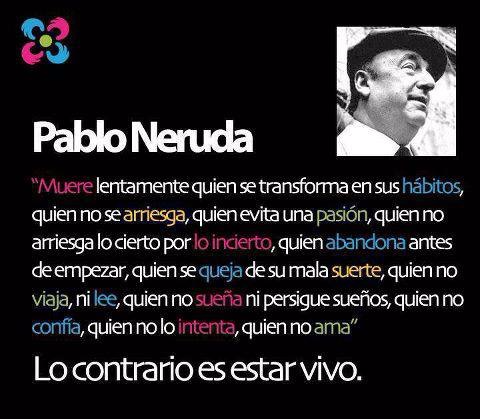 Pablo Neruda
“Muere lentamente quien se transforma en sus hábitos,
quien no se arriesga, quien evita una pasión, quien no
arriesga lo cierto por lo incierto, quien abandona antes
de empezar, quien se queja de su mala suerte, quien no
viaja, ni lee, quien no sueña ni persigue sueños, quien no
confía, quien no lo intenta, quien no ama”
Lo contrario es estar vivo.